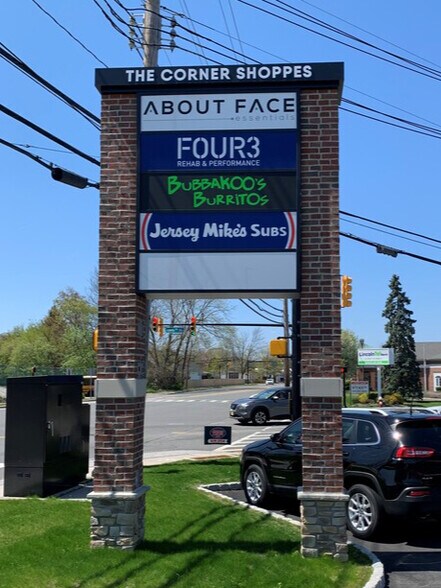 THE CORNER SHOPPES
ABOUT FACE
essentials
FOUR3
REHAB & PERFORMANCE
BUBBAKOO'S
BURRITOS
Jersey Mike's SUBS